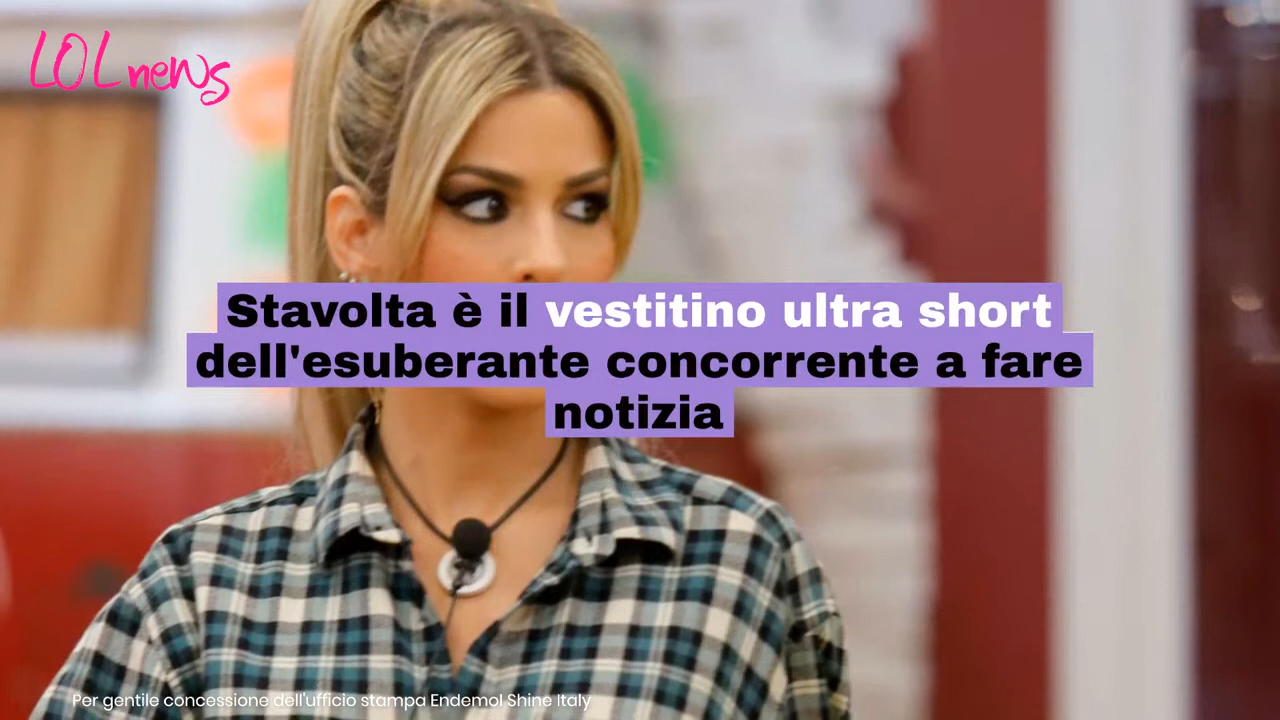 LOL news
Stavolta è il vestitino ultra short
dell'esuberante concorrente a fare
notizia
Per gentile concessione dell'ufficio stampa Endemol Shine Italy